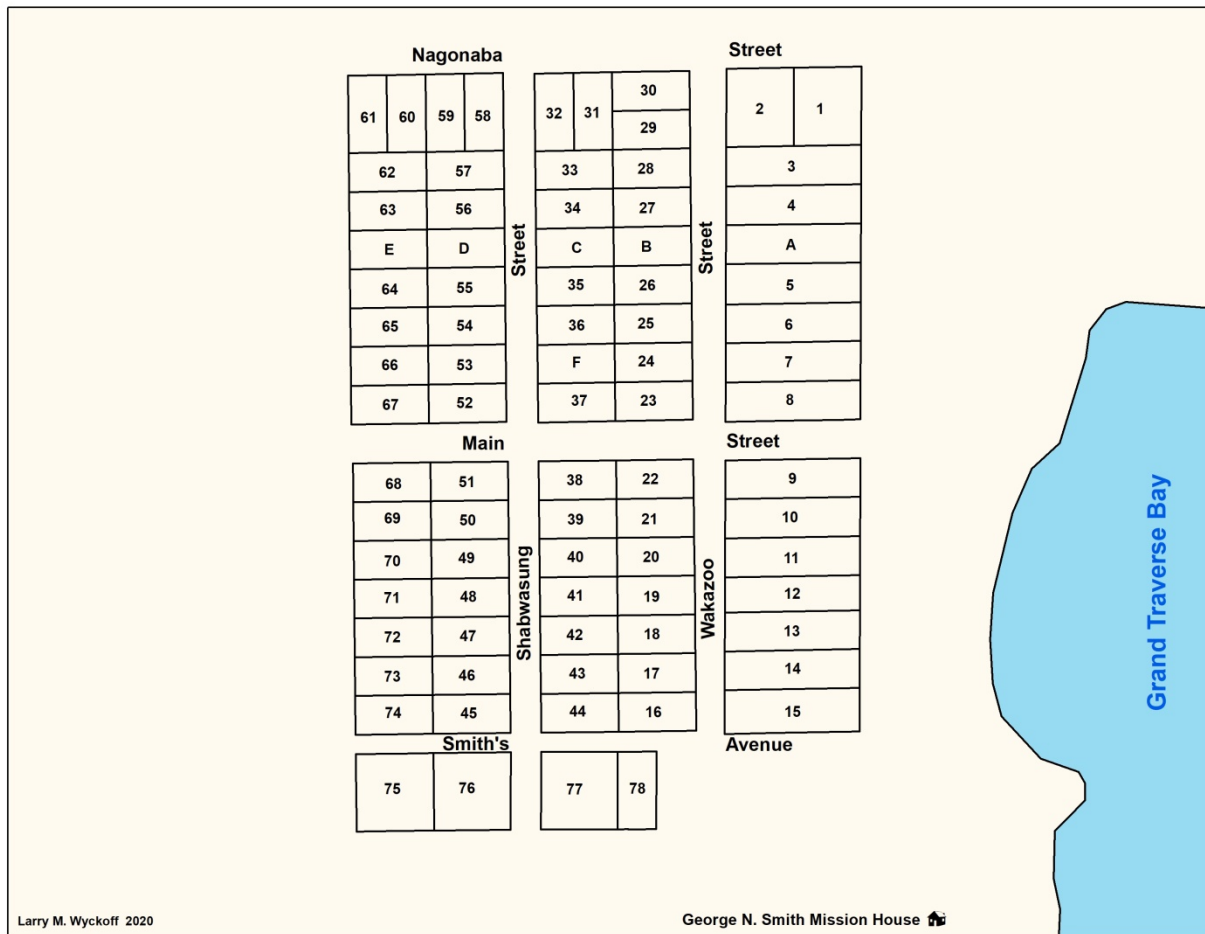 Nagonaba Street
61 60 59 58 32 31 30 2 1
29
62 57 33 28 3
63 56 34 27 4
E D C B A
Street Street
64 55 35 26 5
65 54 36 25 6
66 53 F 24 7
67 52 37 23 8
Main Street
68 51 38 22 9
69 50 39 21 10
70 49 40 20 11
71 48 41 19 12
72 47 42 18 13
73 46 43 17 14
74 45 44 16 15
Shabwasung Wakazoo
Grand Traverse Bay
Smith's Avenue
75 76 77 78
Larry M. Wyckoff 2020
George N. Smith Mission House